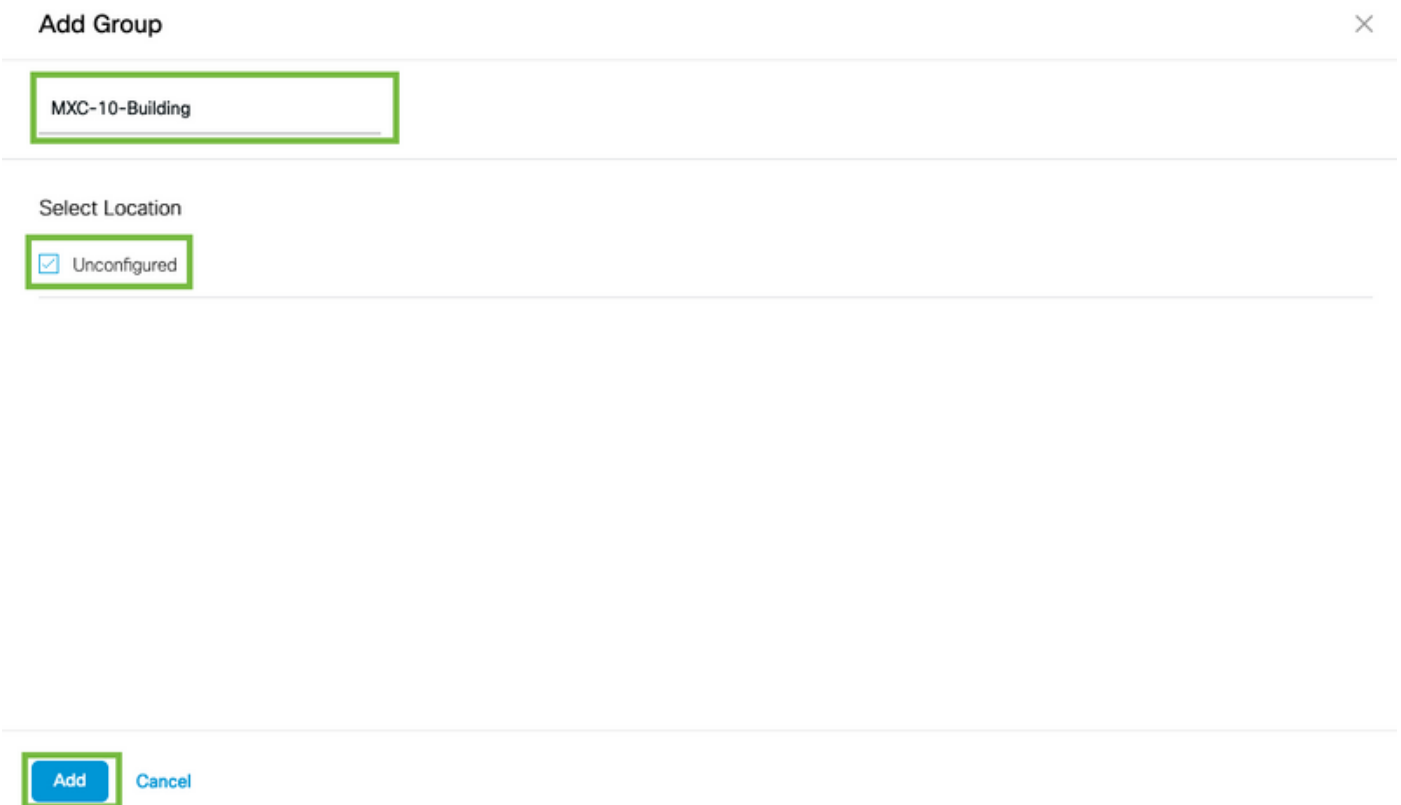 Add Group
MXC-10-Building
Select Location
Unconfigured
Add Cancel